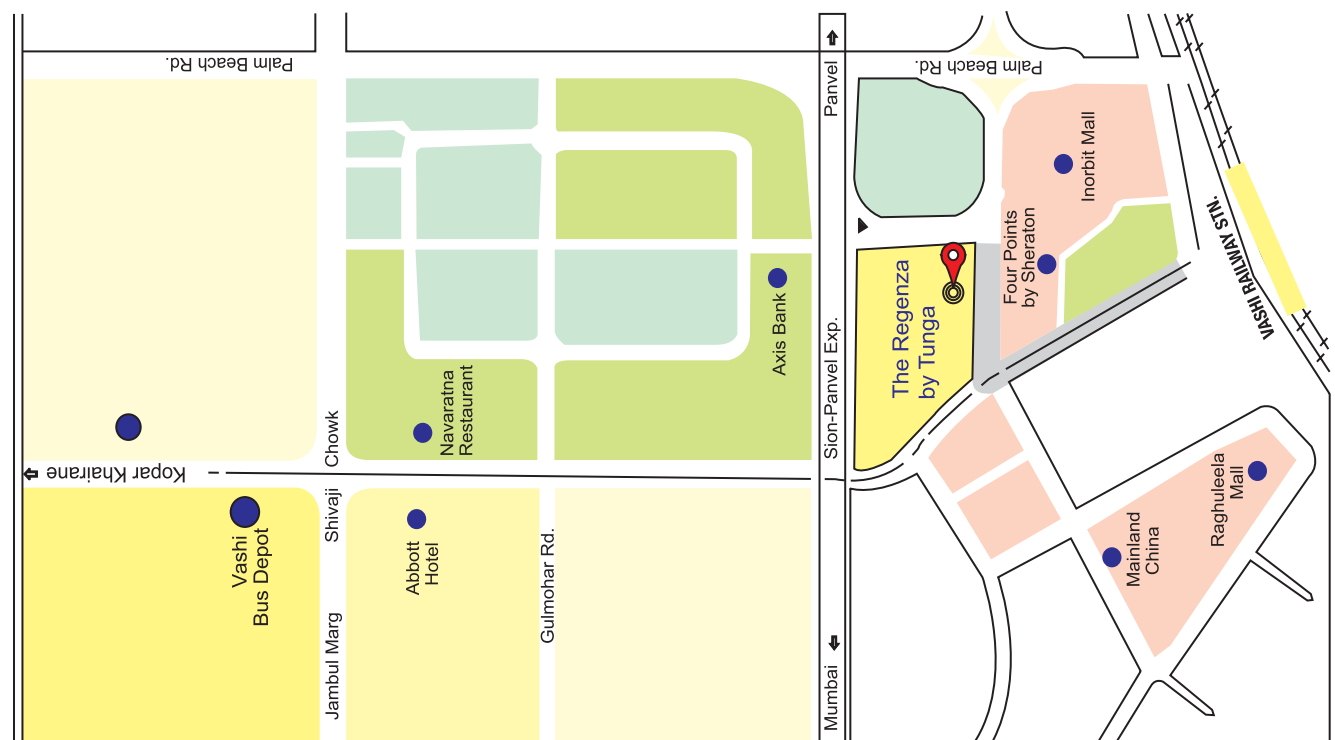 Palm Beach Rd.
Palm Beach Rd.
Panvel
Inorbit Mall
Four Points
by Sheraton
VASHI RAILWAY STN.
The Regenza
by Tunga
Axis Bank
Sion-Panvel Exp.
Navaratna
Restaurant
Chowk
Kopar Khairane
Shivaji
Vashi
Bus Depot
Abbott
Hotel
Gulmohar Rd.
Jambul Marg
Mumbai
Mainland
China
Raghuleela
Mall